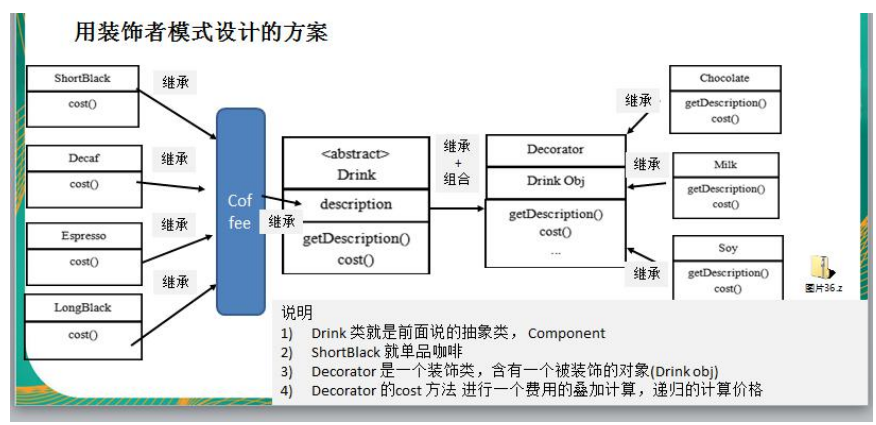 用装饰者模式设计的方案
ShortBlack
cost()
继承
Decaf
cost()
继承
Espresso
cost()
继承
LongBlack
cost()
继承
Cof
fee
继承
<abstract>
Drink
description
getDescription()
cost()
继承
+
组合
Decorator
Drink Obj
getDescription()
cost()
...
继承
Chocolate
getDescription()
cost()
继承
Milk
getDescription()
cost()
继承
Soy
getDescription()
cost()
图片36.z
说明
1) Drink 类就是前面说的抽象类， Component
2) ShortBlack 就单品咖啡
3) Decorator 是一个装饰类，含有一个被装饰的对象(Drink obj)
4) Decorator 的cost 方法 进行一个费用的叠加计算，递归的计算价格